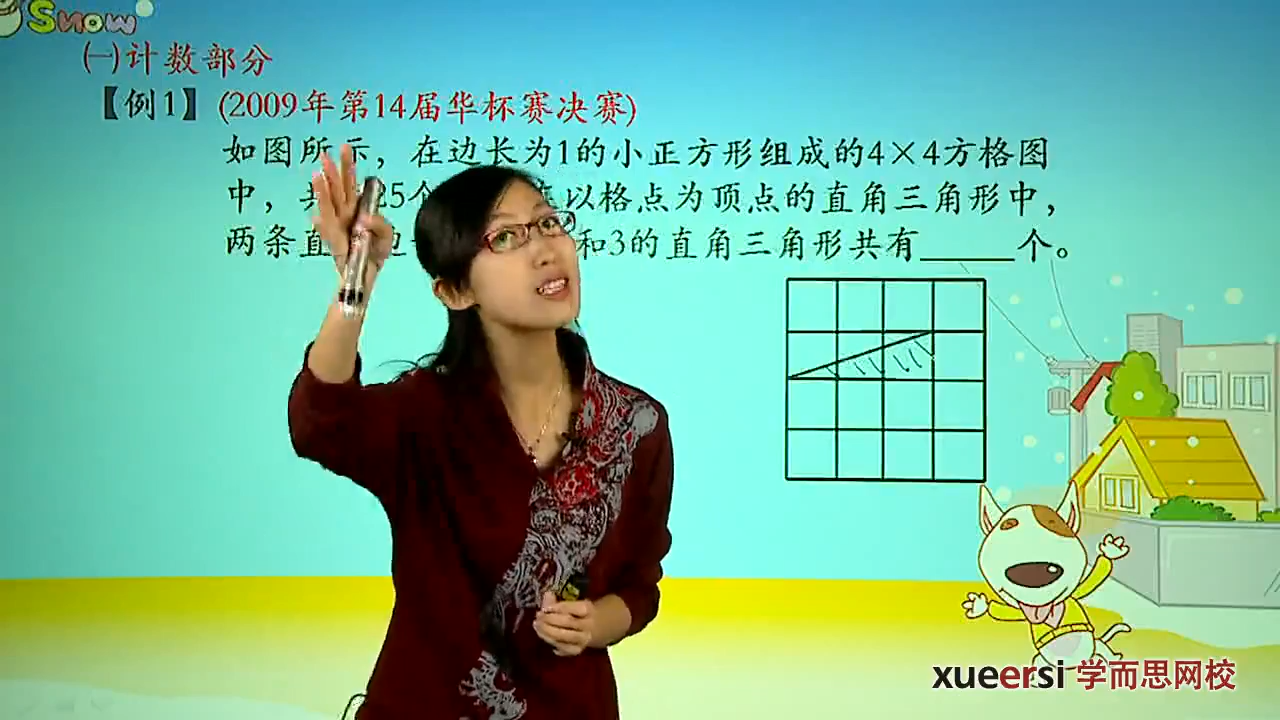 Snow
(一)计数部分
【例1】(2009年第14届华杯赛决赛)
如图所示，在边长为1的小正方形组成的4×4方格图
中，共 25个 以格点为顶点的直角三角形中，
两条直 边 和3的直角三角形共有_____个。
xueersi 学而思网校